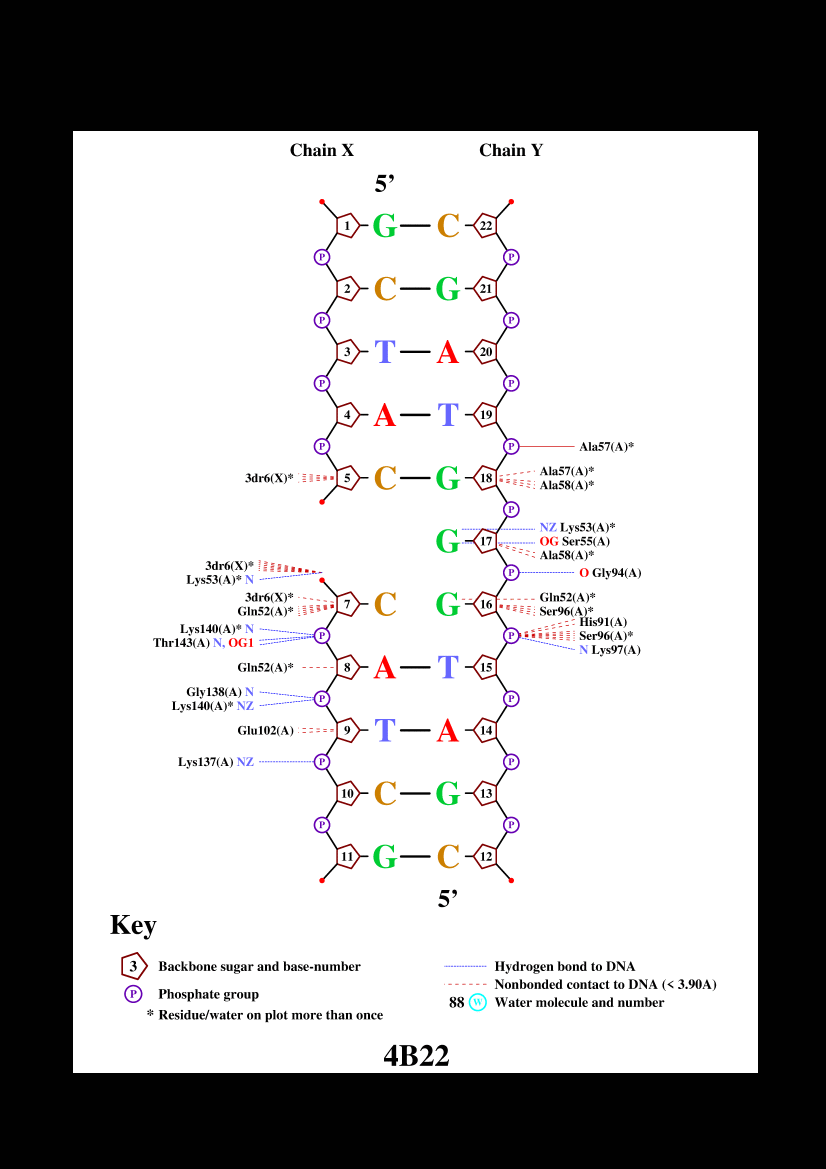 Chain X Chain Y
5’
1 G C 22
P P
2 C G 21
P P
3 T A 20
P P
4 A T 19
P P Ala57(A)*
Ala57(A)*
3dr6(X)* 5 C G 18
Ala58(A)*
P
NZ Lys53(A)*
G 17 OG Ser55(A)
Ala58(A)*
3dr6(X)*
P O Gly94(A)
Lys53(A)* N
3dr6(X)* Gln52(A)*
7 C G 16
Gln52(A)* Ser96(A)*
His91(A)
Lys140(A)* N
P P Ser96(A)*
Thr143(A) N, OG1
N Lys97(A)
Gln52(A)* 8 A T 15
Gly138(A) N
P P
Lys140(A)* NZ
Glu102(A) 9 T A 14
Lys137(A) NZ P P
10 C G 13
P P
11 G C 12
5’
Key
3 Backbone sugar and base-number
Hydrogen bond to DNA
Nonbonded contact to DNA (< 3.90A)
P Phosphate group
88 W Water molecule and number
* Residue/water on plot more than once
4B22